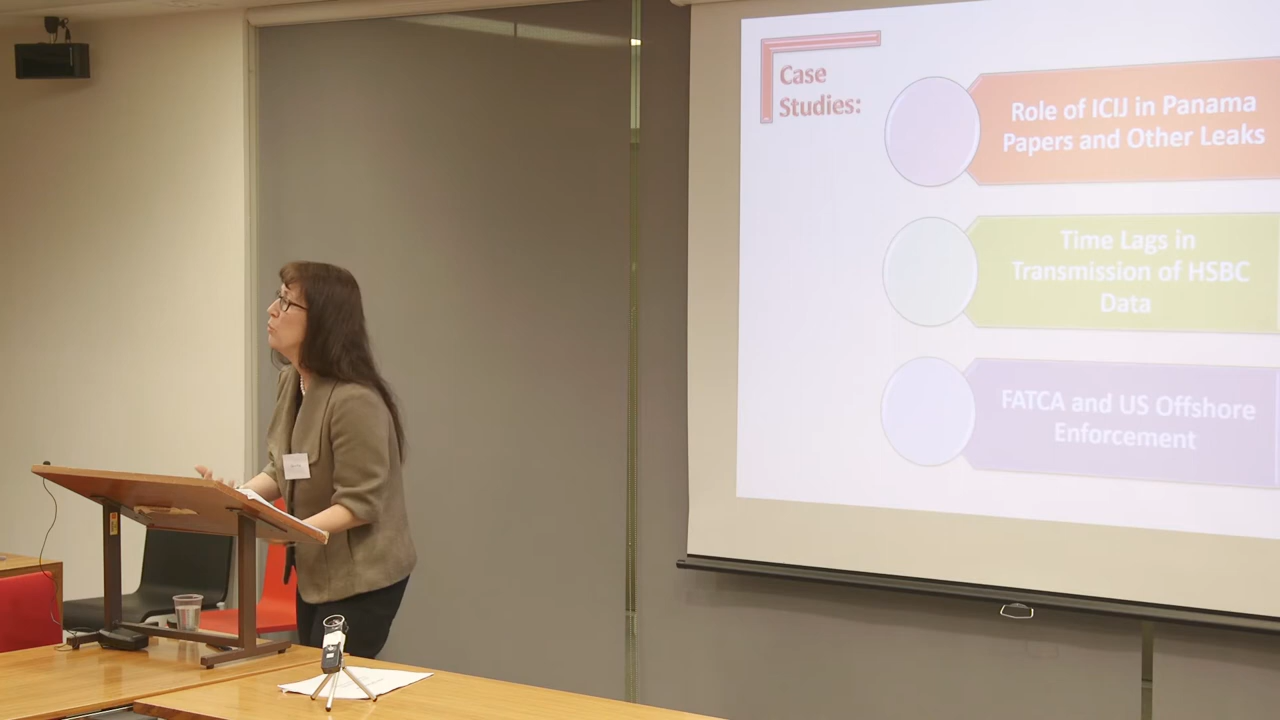 Case
Studies:
Role of ICIJ in Panama
Papers and Other Leaks
Time Lags in
Transmission of HSBC
Data
FATCA and US Offshore
Enforcement